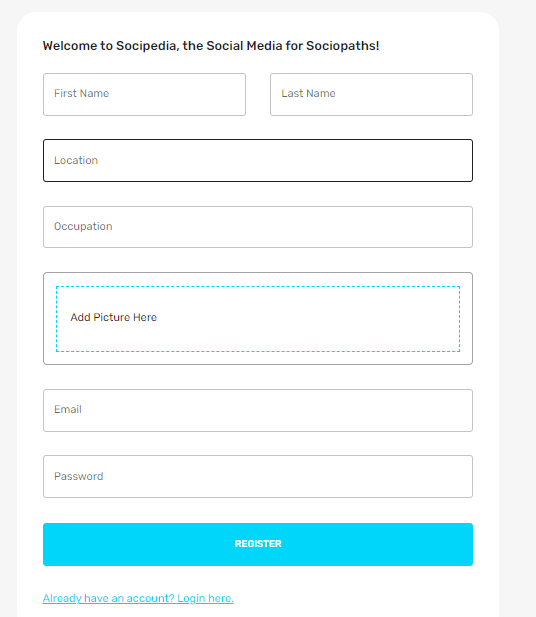 Welcome to Socipedia, the Social Media for Sociopaths!
First Name
Last Name
Location
Occupation
Add Picture Here
Email
Password
REGISTER
Already have an account? Login here.